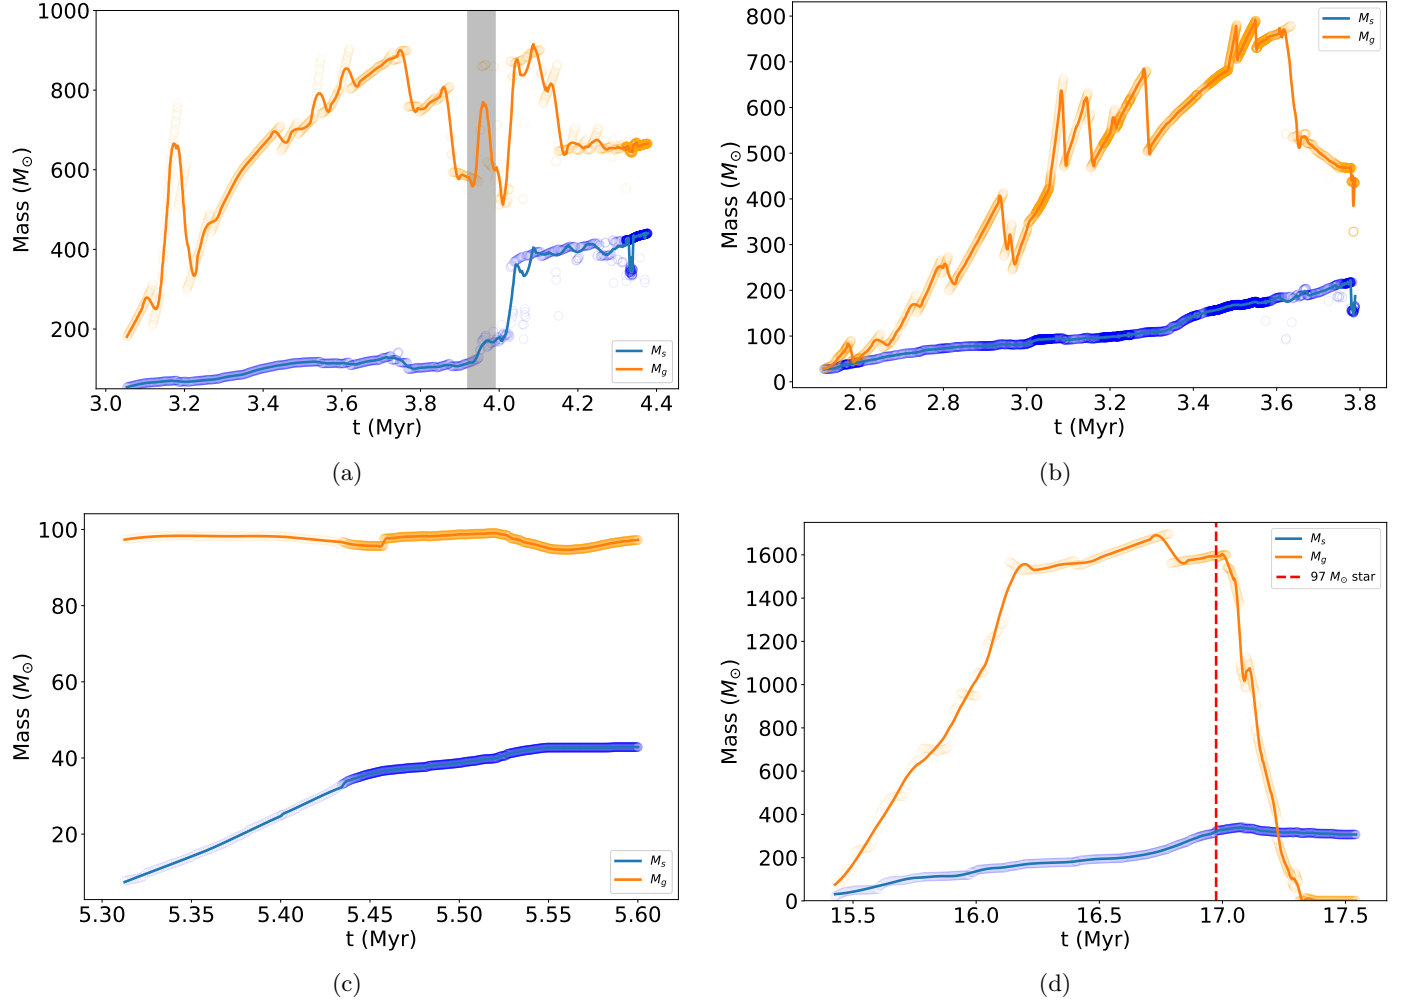 1000
800
600
400
200
Mass (M⊙)
3.0 3.2 3.4 3.6 3.8 4.0 4.2 4.4
t (Myr)
Ms
Mg
(a)
800
700
600
500
400
300
200
100
0
Mass (M⊙)
2.6 2.8 3.0 3.2 3.4 3.6 3.8
t (Myr)
Ms
Mg
(b)
100
80
60
40
20
Mass (M⊙)
5.30 5.35 5.40 5.45 5.50 5.55 5.60
t (Myr)
Ms
Mg
(c)
1600
1400
1200
1000
800
600
400
200
0
Mass (M⊙)
15.5 16.0 16.5 17.0 17.5
t (Myr)
Ms
Mg
97 M⊙ star
(d)